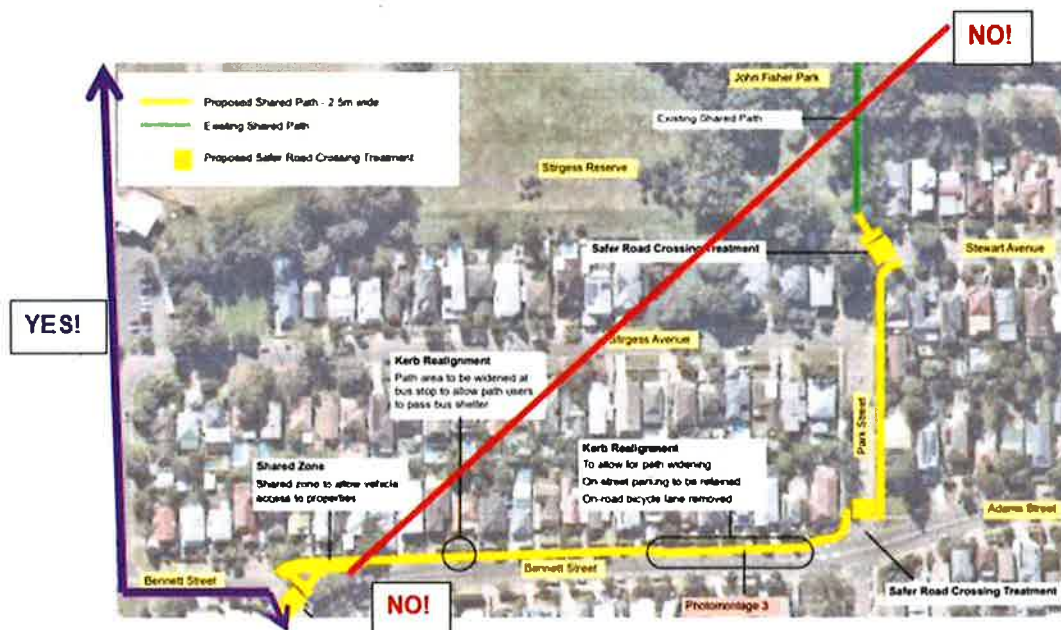 NO!
John Fisher Park
Proposed Shared Path - 2.5m wide
Existing Shared Path
Existing Shared Path
Proposed Safer Road Crossing Treatment
Stirgess Reserve
Safer Road Crossing Treatment
Stewart Avenue
YES!
Stirgess Avenue
Kerb Realignment
Path area to be widened at
bus stop to allow path users
to pass bus shelter
Kerb Realignment
To allow for path widening
On-street parking to be retained
On-road bicycle lane removed
Park Street
Shared Zone
Shared zone to allow vehicle
access to properties
Adams Street
Bennett Street
Bennett Street
Safer Road Crossing Treatment
NO!
Photomontage 3